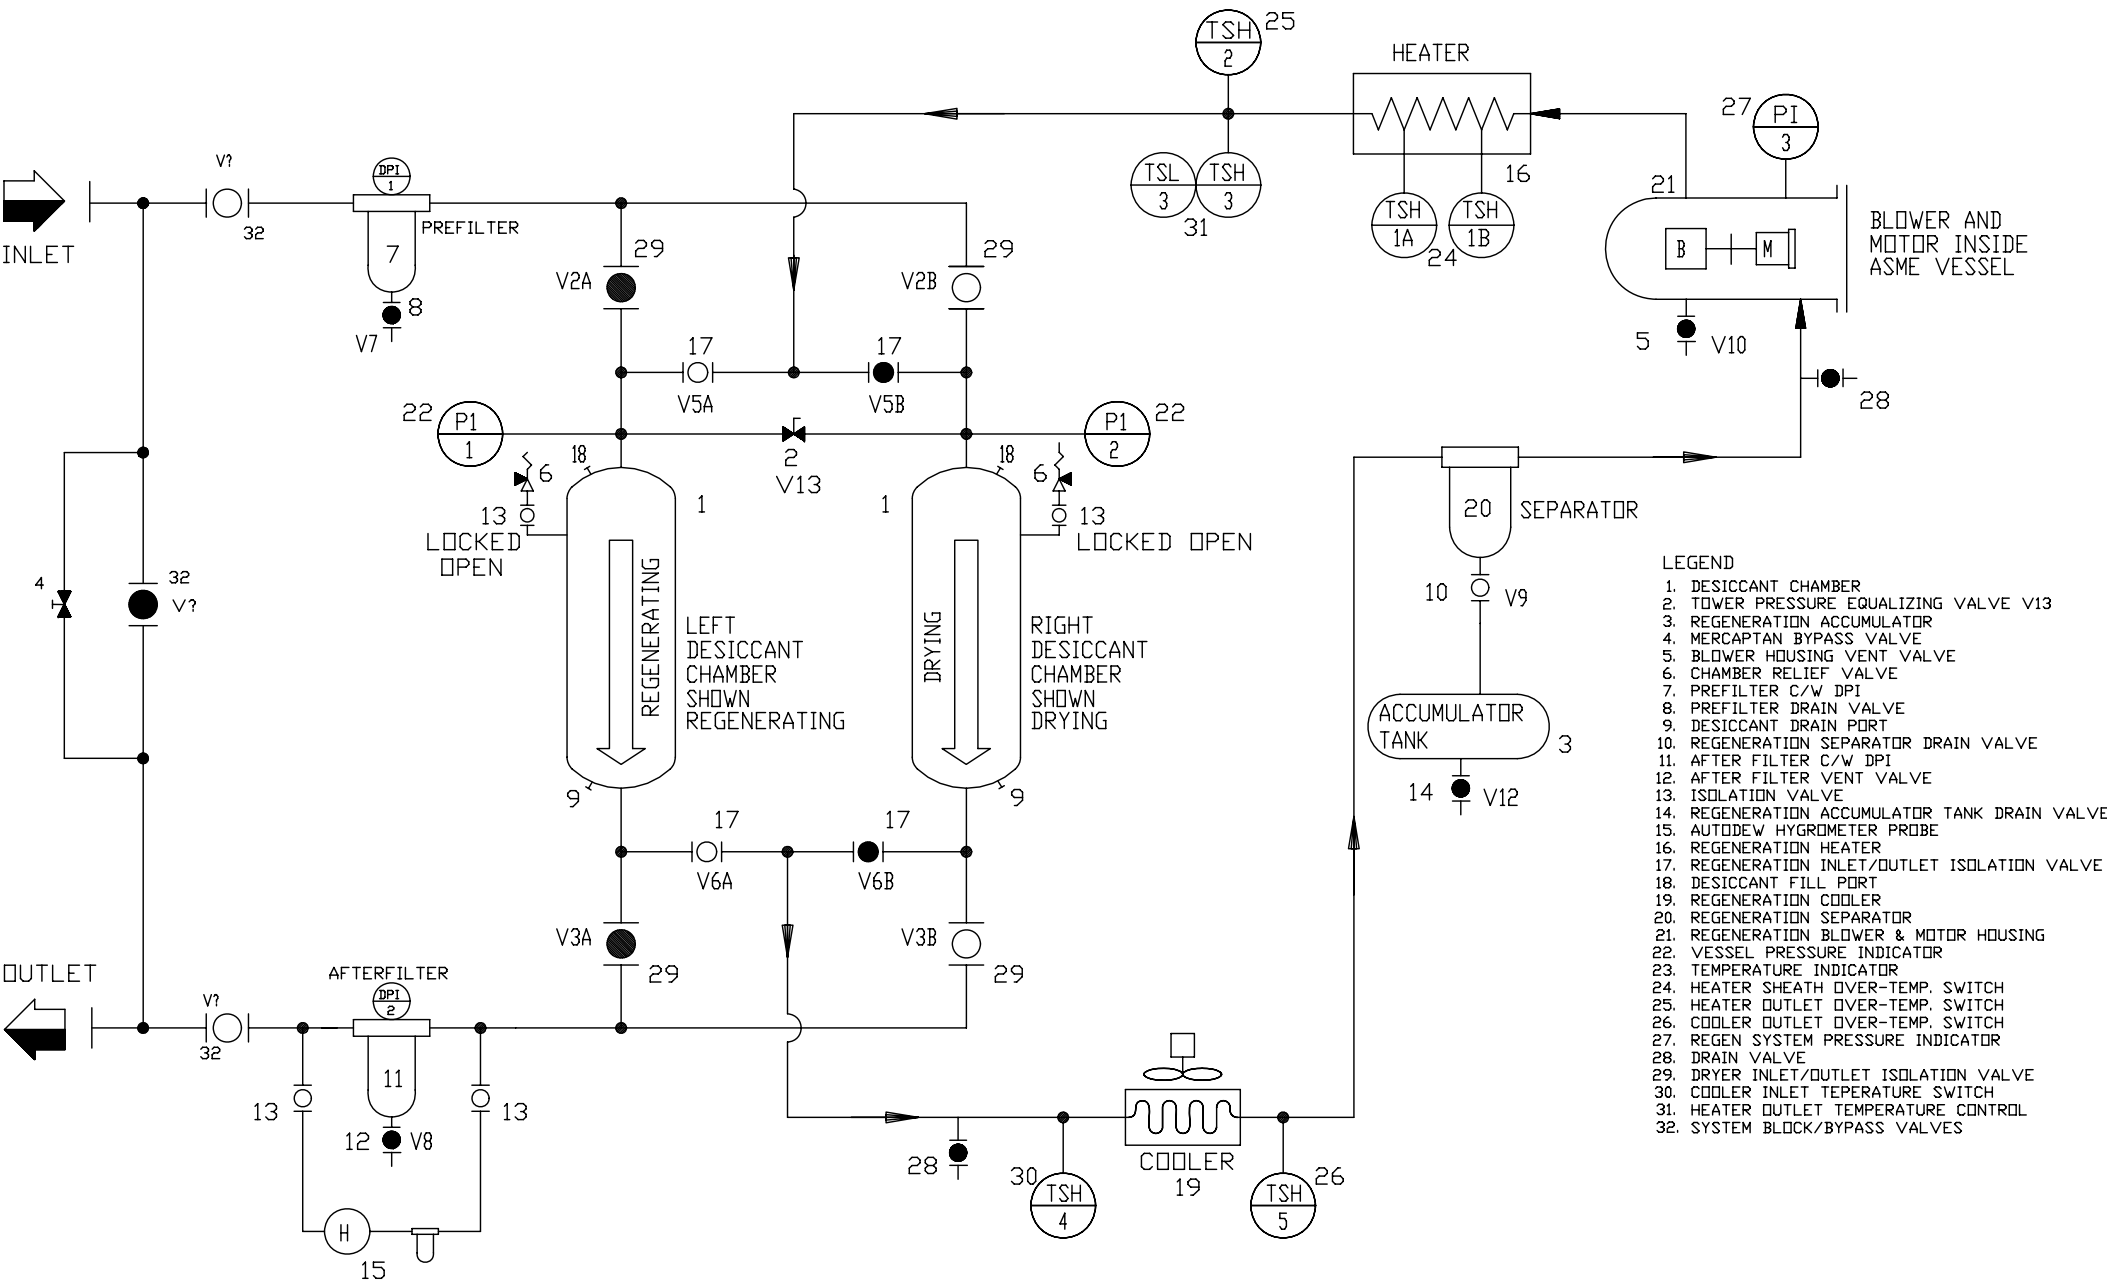 TSH
2
25
HEATER
27
PI
3
V?
32
DPI
1
PREFILTER
7
8
V7
INLET
TSL
3
TSH
3
31
16
TSH
1A
TSH
1B
24
21
B
M
BLOWER AND
MOTOR INSIDE
ASME VESSEL
5
V10
28
29
V2A
29
V2B
17
V5A
17
V5B
22
P1
1
22
P1
2
2
V13
18
6
13
LOCKED
OPEN
1
REGENERATING
LEFT
DESICCANT
CHAMBER
SHOWN
REGENERATING
18
6
13
LOCKED OPEN
1
DRYING
RIGHT
DESICCANT
CHAMBER
SHOWN
DRYING
4
32
V?
20
SEPARATOR
10
V9
ACCUMULATOR
TANK
3
14
V12
9
9
17
V6A
17
V6B
V3A
29
V3B
29
OUTLET
V?
32
AFTERFILTER
DPI
2
11
13
13
12
V8
H
15
28
30
TSH
4
COOLER
19
26
TSH
5
LEGEND
1. DESICCANT CHAMBER
2. TOWER PRESSURE EQUALIZING VALVE V13
3. REGENERATION ACCUMULATOR
4. MERCAPTAN BYPASS VALVE
5. BLOWER HOUSING VENT VALVE
6. CHAMBER RELIEF VALVE
7. PREFILTER C/W DPI
8. PREFILTER DRAIN VALVE
9. DESICCANT DRAIN PORT
10. REGENERATION SEPARATOR DRAIN VALVE
11. AFTER FILTER C/W DPI
12. AFTER FILTER VENT VALVE
13. ISOLATION VALVE
14. REGENERATION ACCUMULATOR TANK DRAIN VALVE
15. AUTODEW HYGROMETER PROBE
16. REGENERATION HEATER
17. REGENERATION INLET/OUTLET ISOLATION VALVE
18. DESICCANT FILL PORT
19. REGENERATION COOLER
20. REGENERATION SEPARATOR
21. REGENERATION BLOWER & MOTOR HOUSING
22. VESSEL PRESSURE INDICATOR
23. TEMPERATURE INDICATOR
24. HEATER SHEATH OVER-TEMP. SWITCH
25. HEATER OUTLET OVER-TEMP. SWITCH
26. COOLER OUTLET OVER-TEMP. SWITCH
27. REGEN SYSTEM PRESSURE INDICATOR
28. DRAIN VALVE
29. DRYER INLET/OUTLET ISOLATION VALVE
30. COOLER INLET TEPERATURE SWITCH
31. HEATER OUTLET TEMPERATURE CONTROL
32. SYSTEM BLOCK/BYPASS VALVES